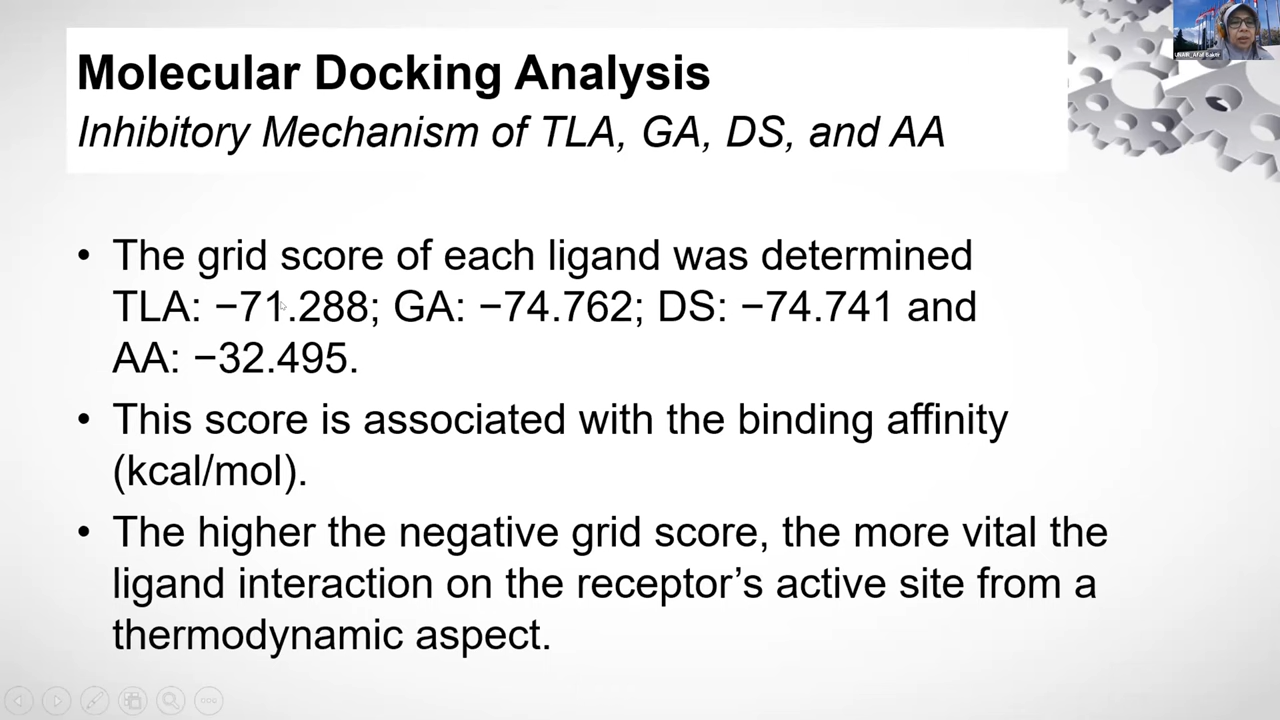 Molecular Docking Analysis
Inhibitory Mechanism of TLA, GA, DS, and AA
• The grid score of each ligand was determined
TLA: −71.288; GA: −74.762; DS: −74.741 and
AA: −32.495.
• This score is associated with the binding affinity
(kcal/mol).
• The higher the negative grid score, the more vital the
ligand interaction on the receptor’s active site from a
thermodynamic aspect.